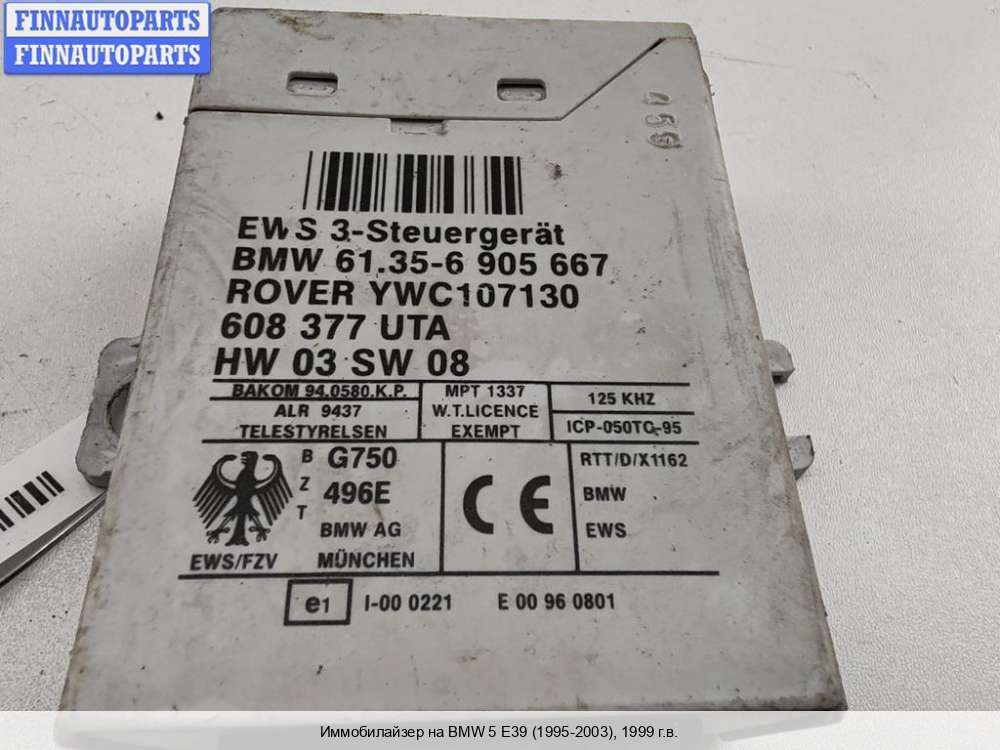 FINNAUTOPARTS
FINNAUTOPARTS
EWS 3-Steuergerät
BMW 61.35-6 905 667
ROVER YWC107130
608 377 UTA
HW 03 SW 08
BAKOM 94.0580.K.P.
ALR 9437
TELESTYRELSEN
MPT 1337
W.T.LICENCE
EXEMPT
125 KHZ
ICP-050TC-95
B Z T
G750
496E
BMW AG
MÜNCHEN
EWS/FZV
CE
RTT/D/X1162
BMW
EWS
e1
I-00 0221
E 00 96 0801
Иммобилайзер на BMW 5 E39 (1995-2003), 1999 г.в.